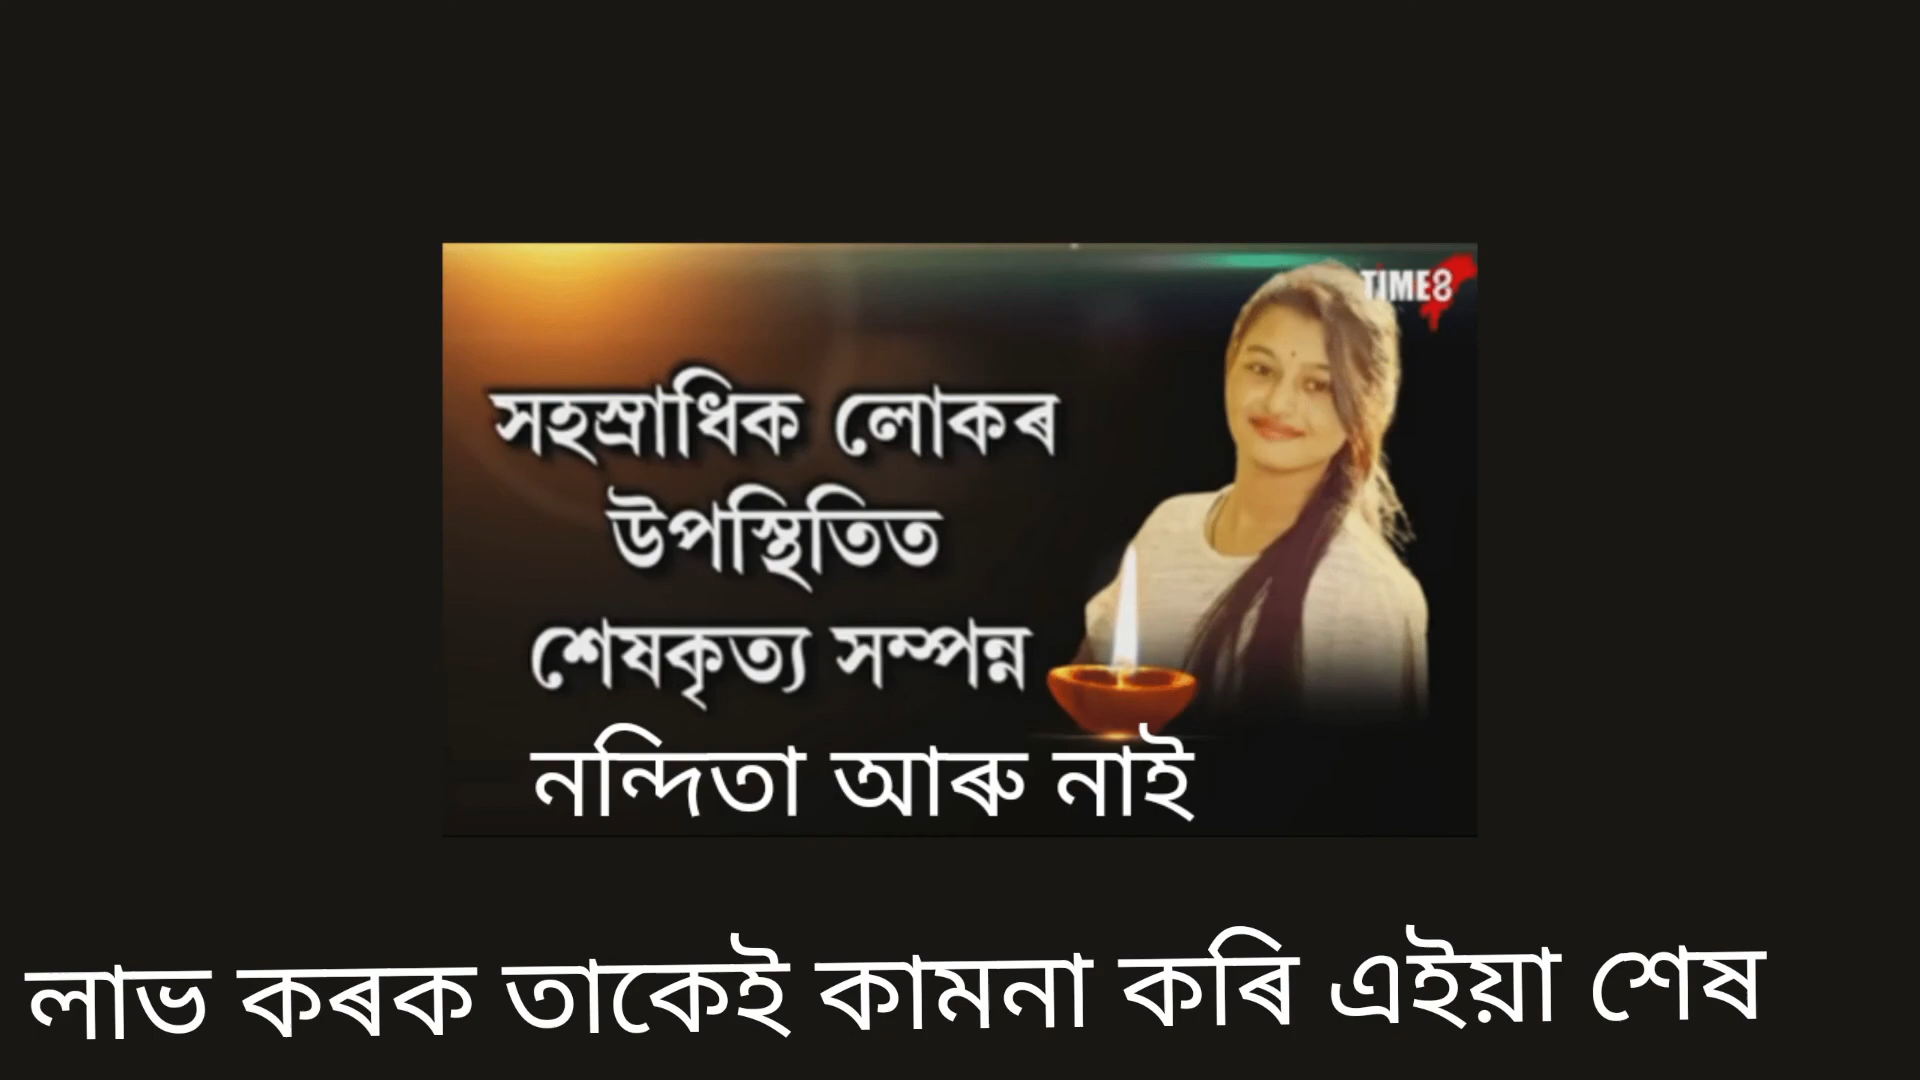 TIME8
সহস্ৰাধিক লোকৰ
উপস্থিতিত
শেষকৃত্য সম্পন্ন
নন্দিতা আৰু নাই
লাভ কৰক তাকেই কামনা কৰি এইয়া শেষ